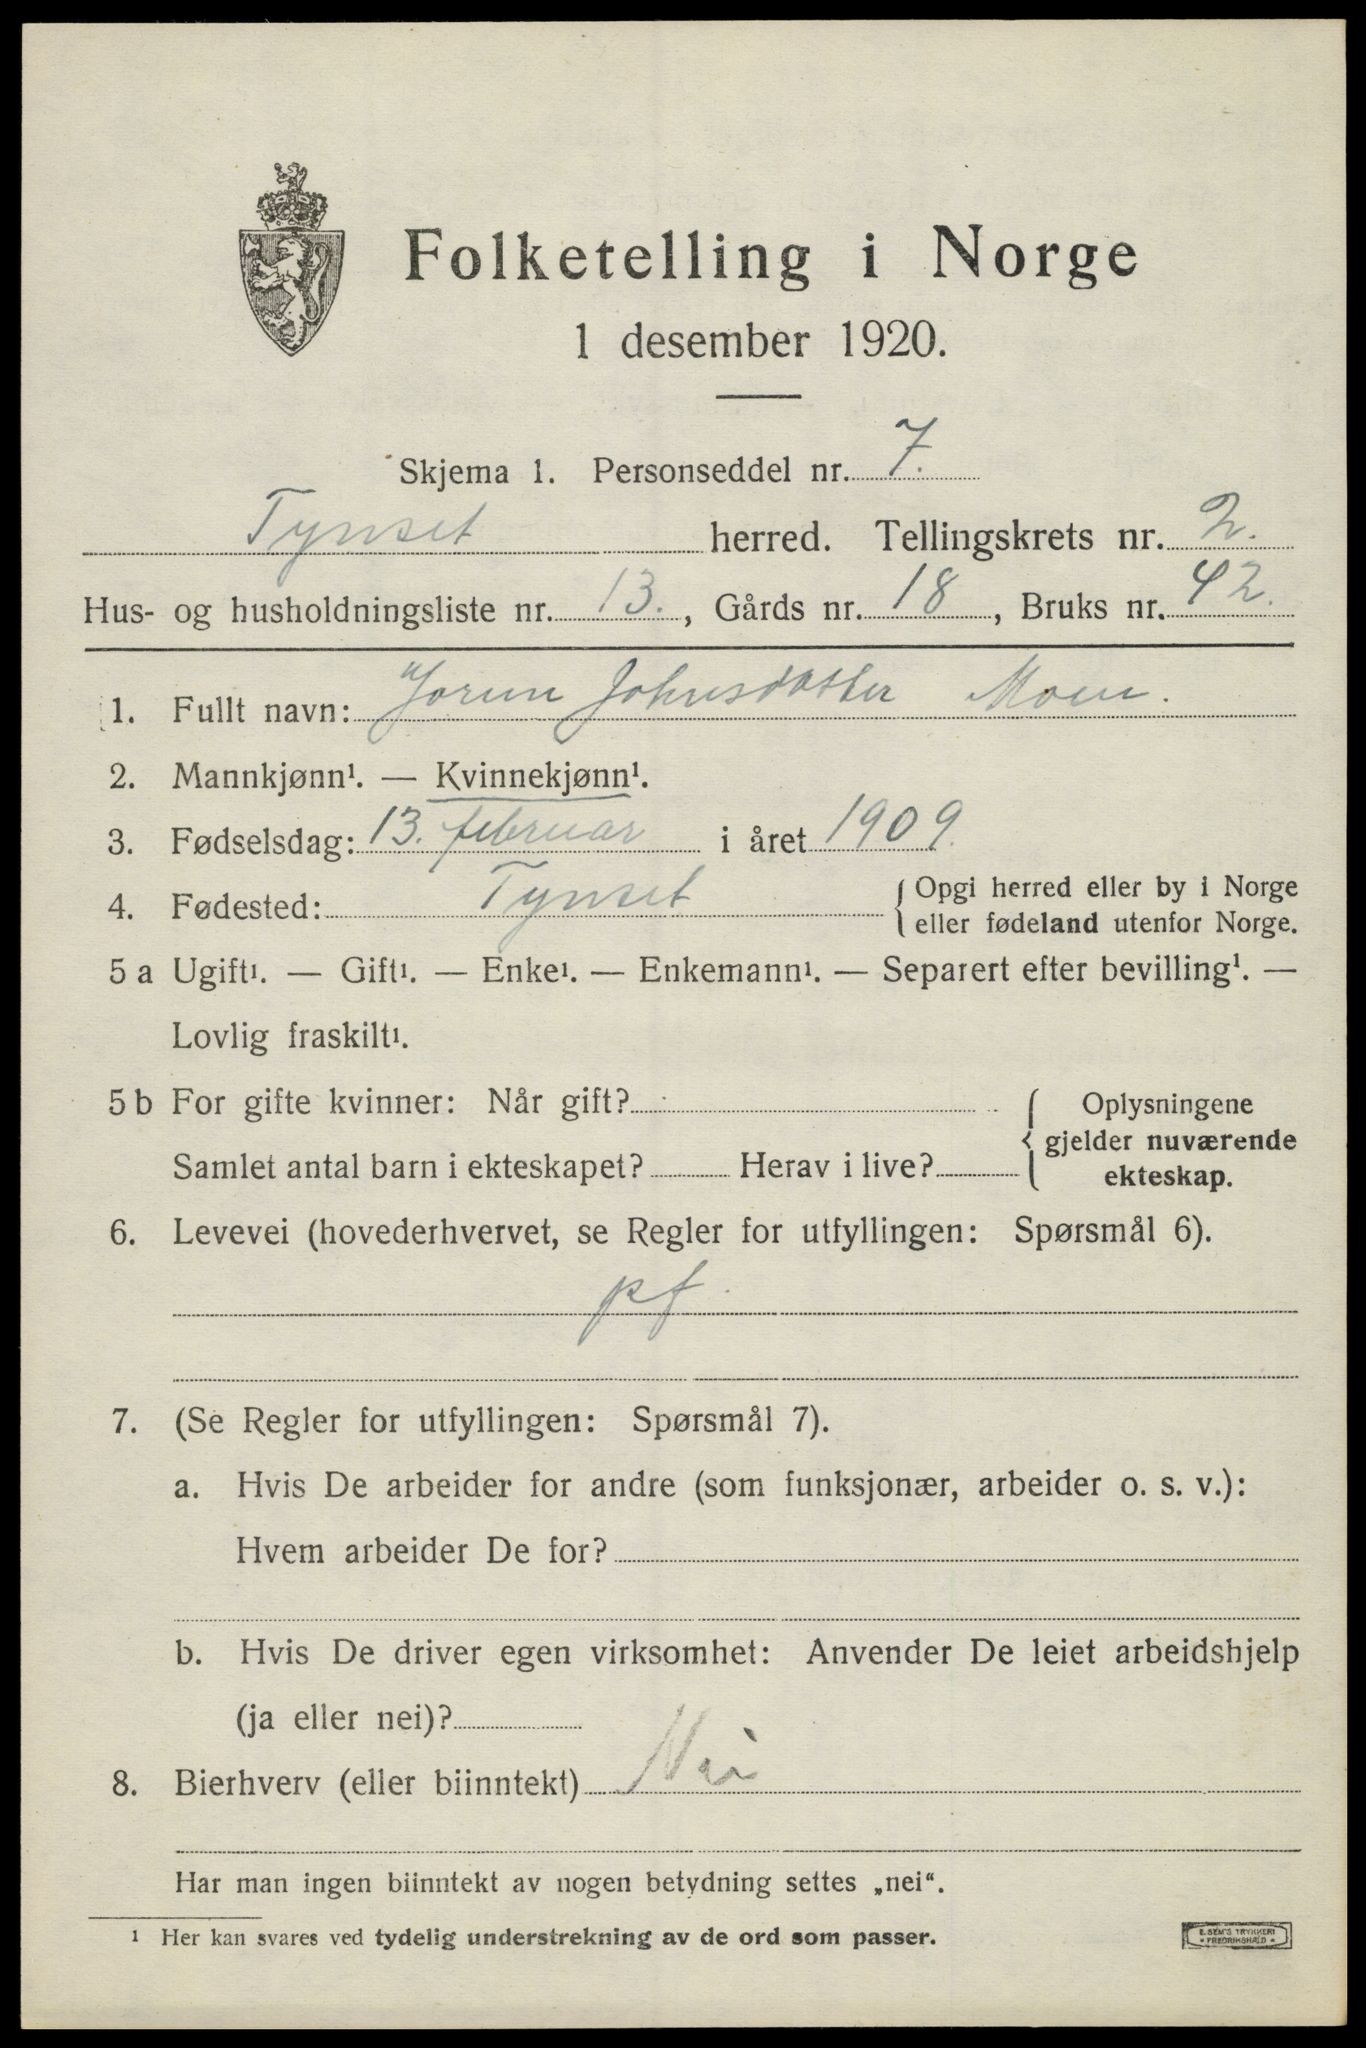 Folketelling i Norge
1 desember 1920.
Skjema 1. Personseddel nr. 7.
Tynset herred. Tellingskrets nr. 2.
Hus- og husholdningsliste nr. 13., Gårds nr. 18, Bruks nr. 42.
1. Fullt navn: Jorun Johnsdatter Moen.
2. Mannkjønn¹. — Kvinnekjønn¹.
3. Fødselsdag: 13. februar i året 1909.
4. Fødested: Tynset { Opgi herred eller by i Norge
eller fødeland utenfor Norge.
5 a Ugift¹. — Gift¹. — Enke¹. — Enkemann¹. — Separert efter bevilling¹. —
Lovlig fraskilt¹.
5 b For gifte kvinner: Når gift? { Oplysningene
gjelder nuværende
Samlet antal barn i ekteskapet? Herav i live? ekteskap.
6. Levevei (hovederhvervet, se Regler for utfyllingen: Spørsmål 6).
pf.
7. (Se Regler for utfyllingen: Spørsmål 7).
a. Hvis De arbeider for andre (som funksjonær, arbeider o. s. v.):
Hvem arbeider De for?
b. Hvis De driver egen virksomhet: Anvender De leiet arbeidshjelp
(ja eller nei)?
8. Bierhverv (eller biinntekt) Nei
Har man ingen biinntekt av nogen betydning settes „nei“.
¹ Her kan svares ved tydelig understrekning av de ord som passer.
E. SEM'S TRYKKERI
* FREDRIKSHALD *